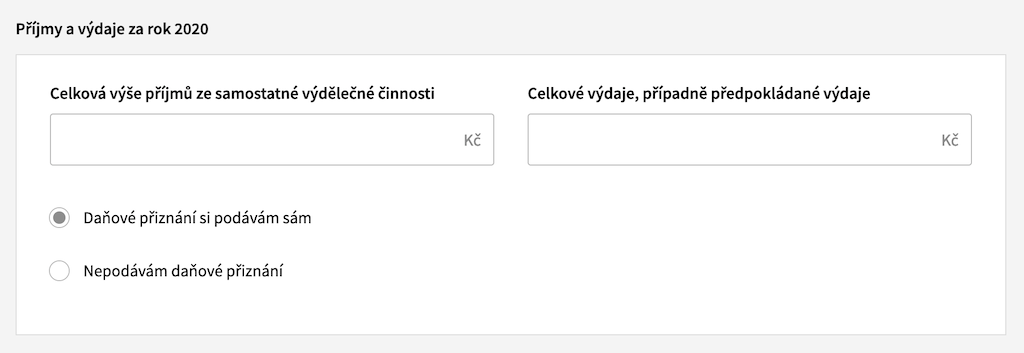 Příjmy a výdaje za rok 2020
Celková výše příjmů ze samostatné výdělečné činnosti
Celkové výdaje, případně předpokládané výdaje
Kč
Kč
Daňové přiznání si podávám sám
Nepodávám daňové přiznání